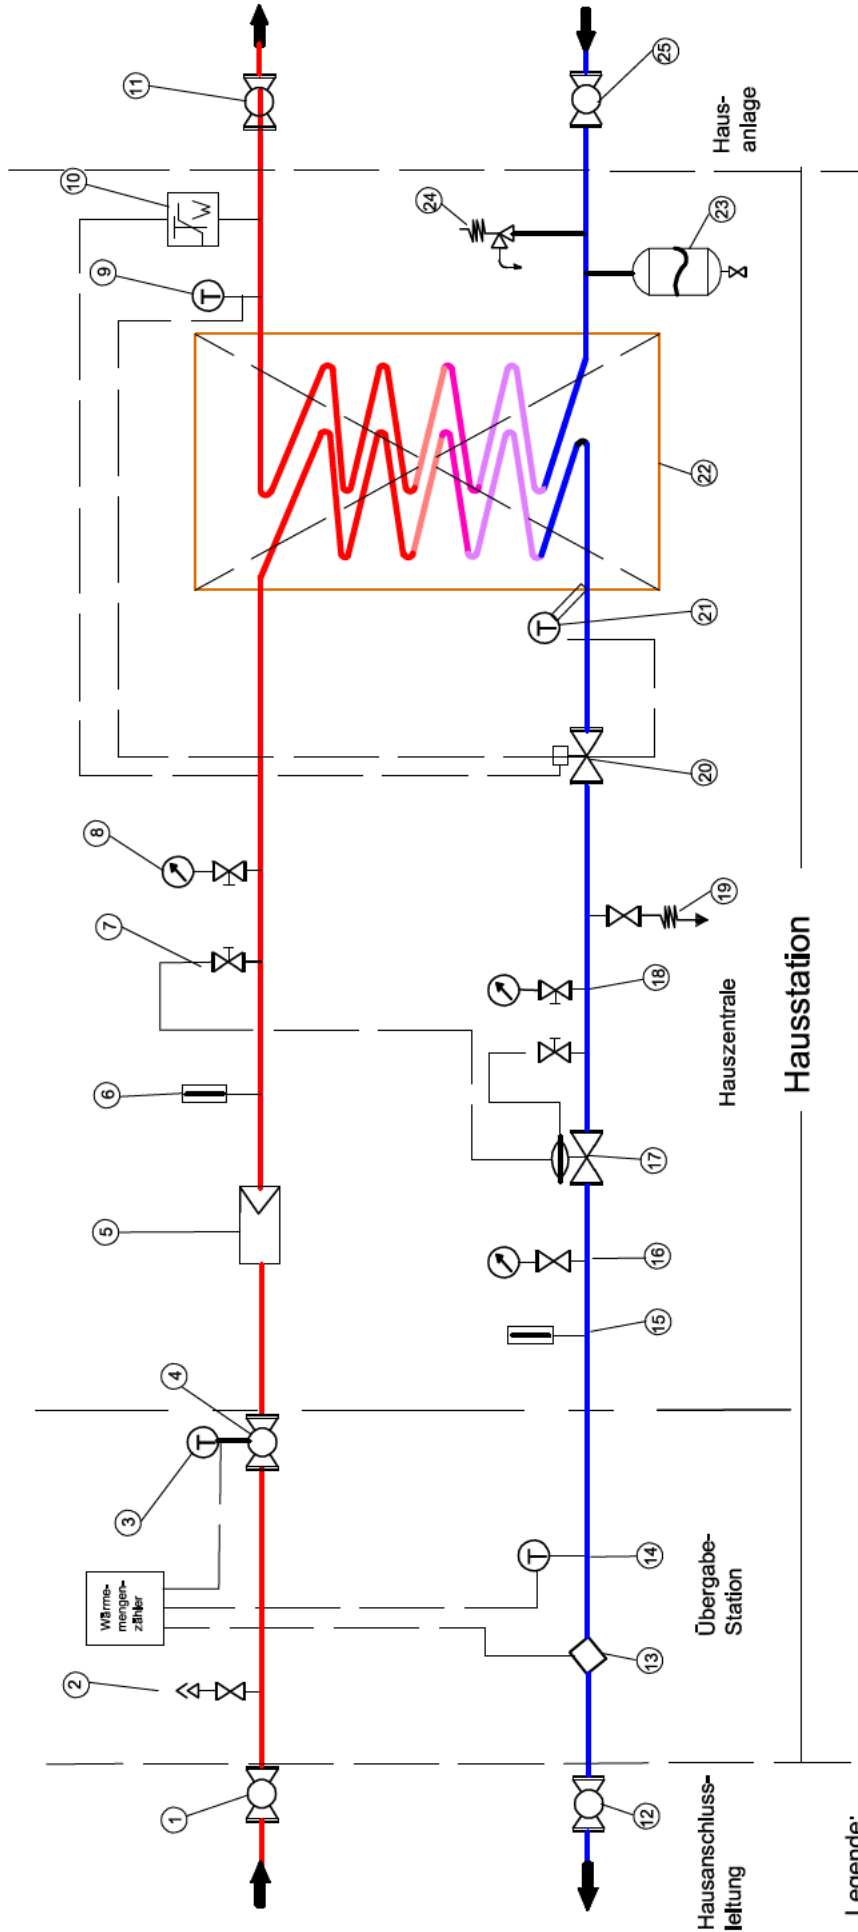 1
2
3
4
5
6
7
8
9
10
11
Wärme-
mengen-
zähler
T
T
W
T
T
12
13
14
15
16
17
18
19
20
21
22
23
24
25
Hausanschluss-
leitung
Übergabe-
Station
Hauszentrale
Haus-
anlage
Hausstation
Legende: